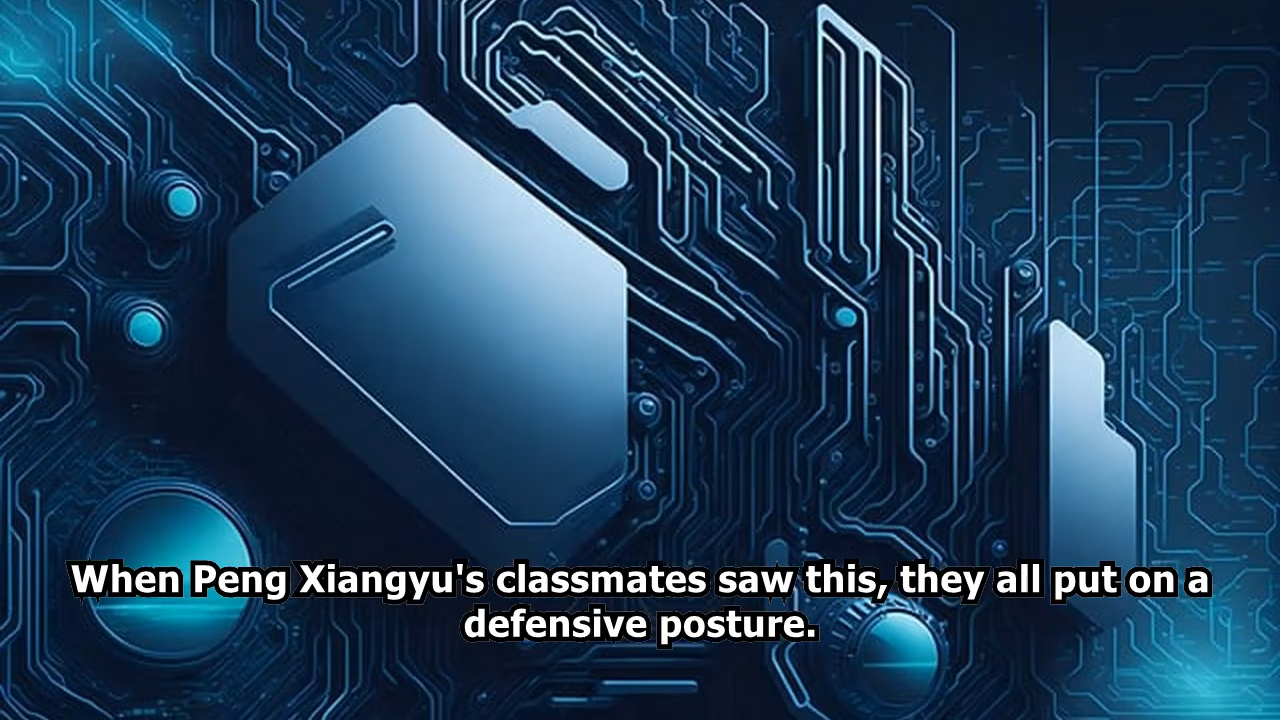 When Peng Xiangyu's classmates saw this, they all put on a
defensive posture.